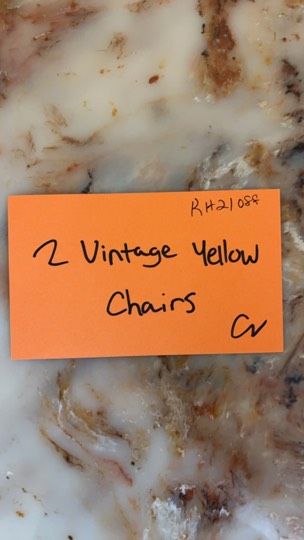 RH21088
2 Vintage Yellow
Chairs
CV